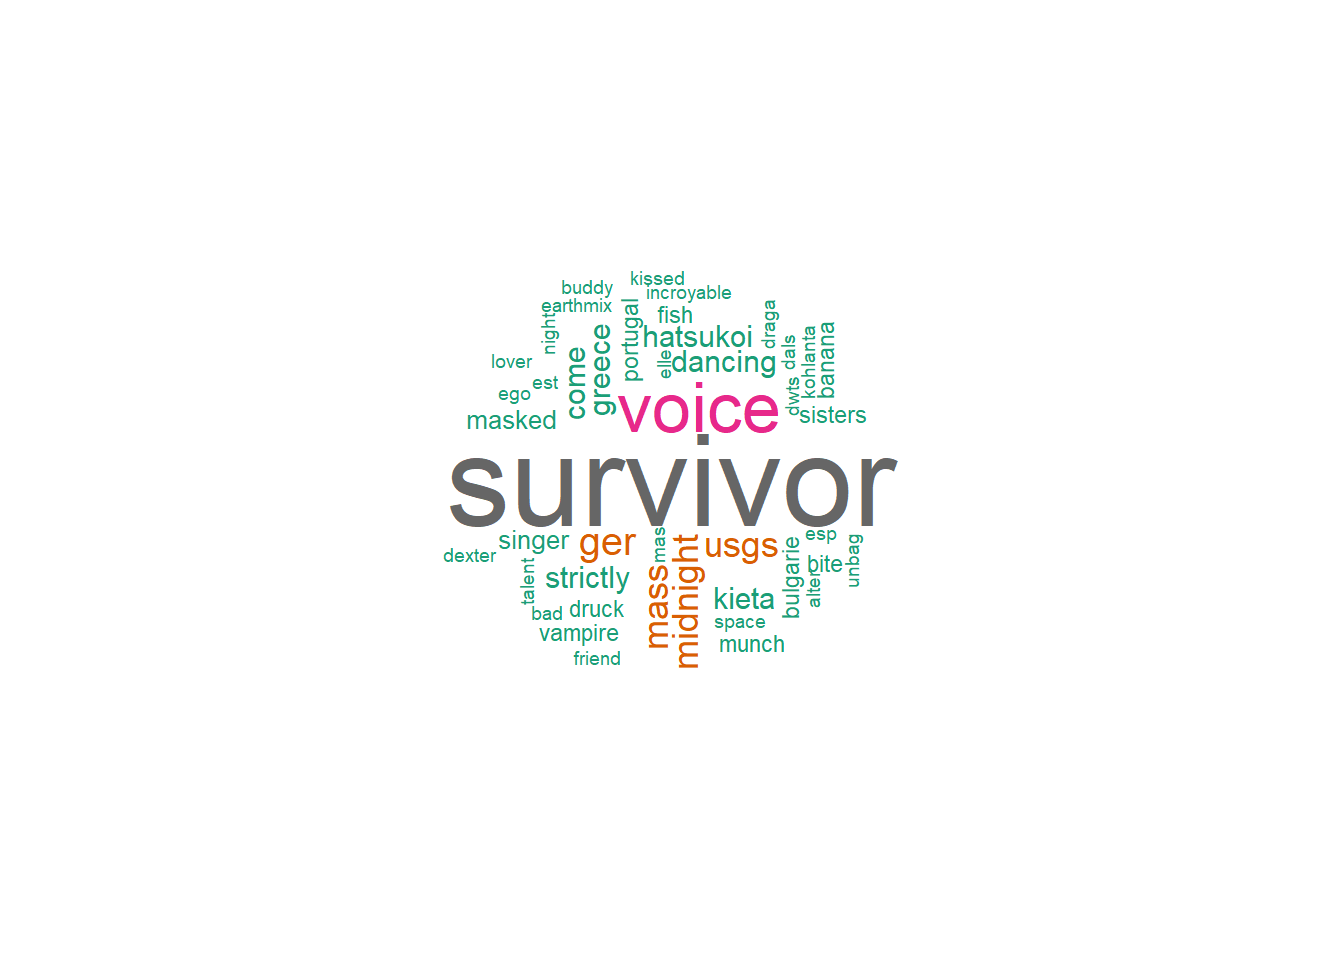 kissed
buddy
incroyable
earthmix
fish
night
portugal
draga
hatsukoi
greece
come
elle
dancing
dals
kohlanta
banana
lover
est
ego
dwts
masked
voice
sisters
survivor
singer
ger
mas
usgs
esp
dexter
bite
unbag
talent
strictly
mass
midnight
kieta
bulgarie
alter
bad
druck
space
vampire
munch
friend